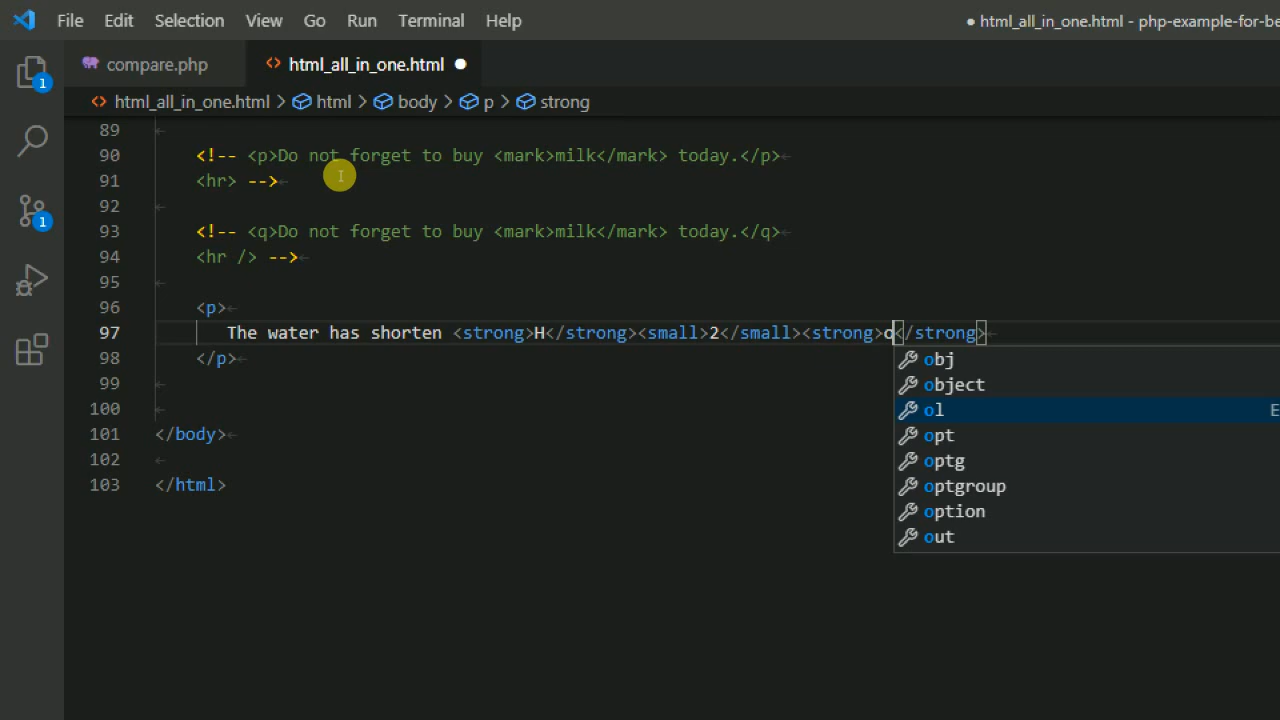 File Edit Selection View Go Run Terminal Help ● html_all_in_one.html - php-example-for-be
compare.php <> html_all_in_one.html ●
<> html_all_in_one.html > html > body > p > strong
1
1
89
90 <!-- <p>Do not forget to buy <mark>milk</mark> today.</p>
91 <hr> -->
92
93 <!-- <q>Do not forget to buy <mark>milk</mark> today.</q>
94 <hr /> -->
95
96 <p>
97 The water has shorten <strong>H</strong><small>2</small><strong>o</strong>
98 </p>
99
100
101 </body>
102
103 </html>
obj
object
ol E
opt
optg
optgroup
option
out